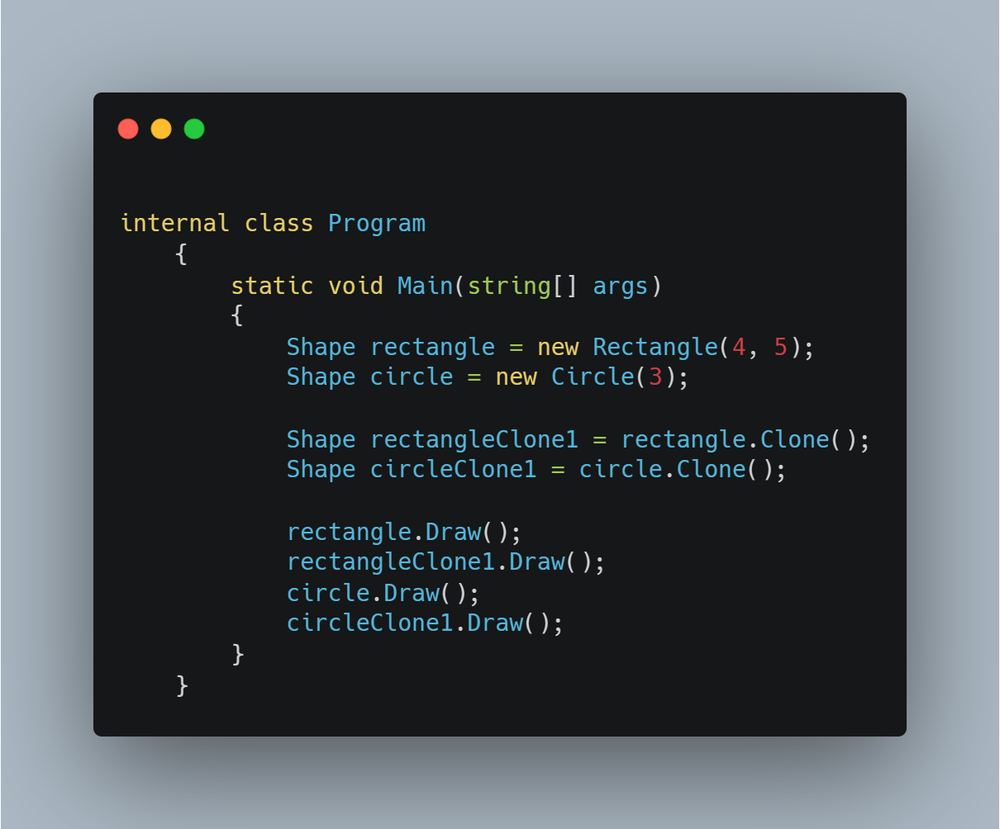 internal class Program
    {
        static void Main(string[] args)
        {
            Shape rectangle = new Rectangle(4, 5);
            Shape circle = new Circle(3);

            Shape rectangleClone1 = rectangle.Clone();
            Shape circleClone1 = circle.Clone();

            rectangle.Draw();
            rectangleClone1.Draw();
            circle.Draw();
            circleClone1.Draw();
        }
    }